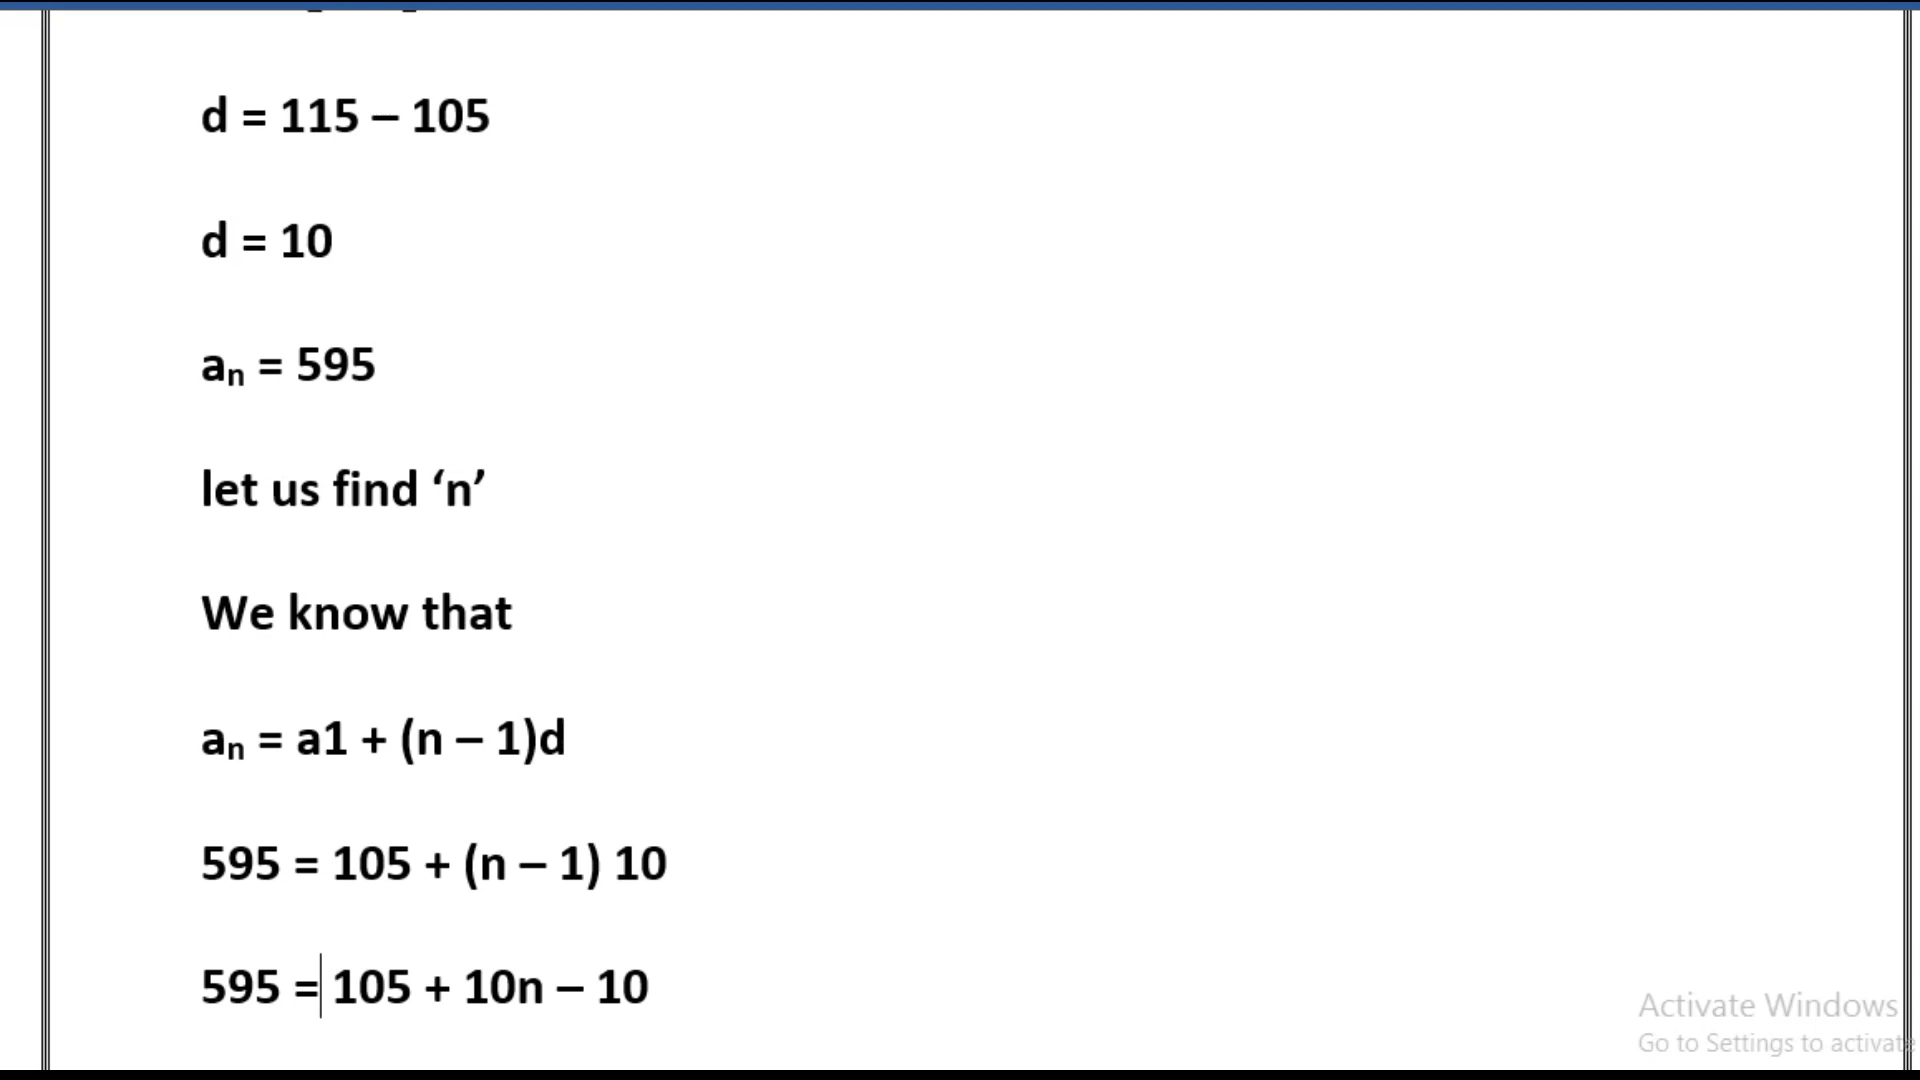 d = 115 – 105
d = 10
aₙ = 595
let us find ‘n’
We know that
aₙ = a1 + (n – 1)d
595 = 105 + (n – 1) 10
595 = 105 + 10n – 10
Activate Windows
Go to Settings to activate